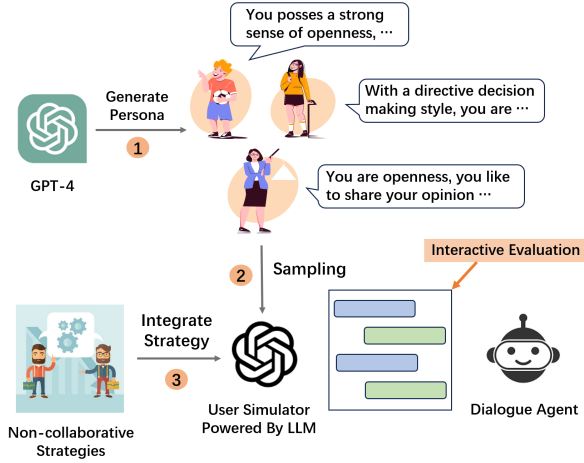 You posses a strong
sense of openness, ···
Generate
Persona
1
With a directive decision
making style, you are ···
GPT-4
You are openness, you like
to share your opinion ···
Interactive Evaluation
2
Sampling
Integrate
Strategy
3
User Simulator
Powered By LLM
Dialogue Agent
Non-collaborative
Strategies